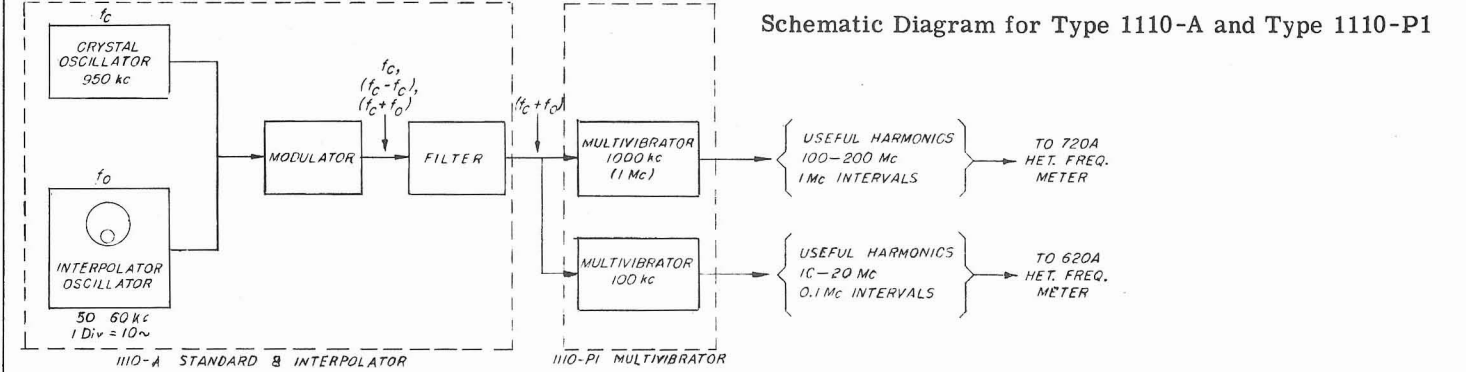 Schematic Diagram for Type 1110-A and Type 1110-P1
fc
CRYSTAL
OSCILLATOR
950 kc
fo
INTERPOLATOR
OSCILLATOR
50 60 Kc
1 Div = 10~
MODULATOR
fc,
(fc-fc),
(fc+fo)
FILTER
(fc+fo)
MULTIVIBRATOR
1000 kc
(1 Mc)
USEFUL HARMONICS
100-200 Mc
1Mc INTERVALS
TO 720A
HET. FREQ.
METER
MULTIVIBRATOR
100 kc
USEFUL HARMONICS
1C-20 Mc
0.1 Mc INTERVALS
TO 620A
HET. FREQ.
METER
1110-A STANDARD & INTERPOLATOR
1110-P1 MULTIVIBRATOR